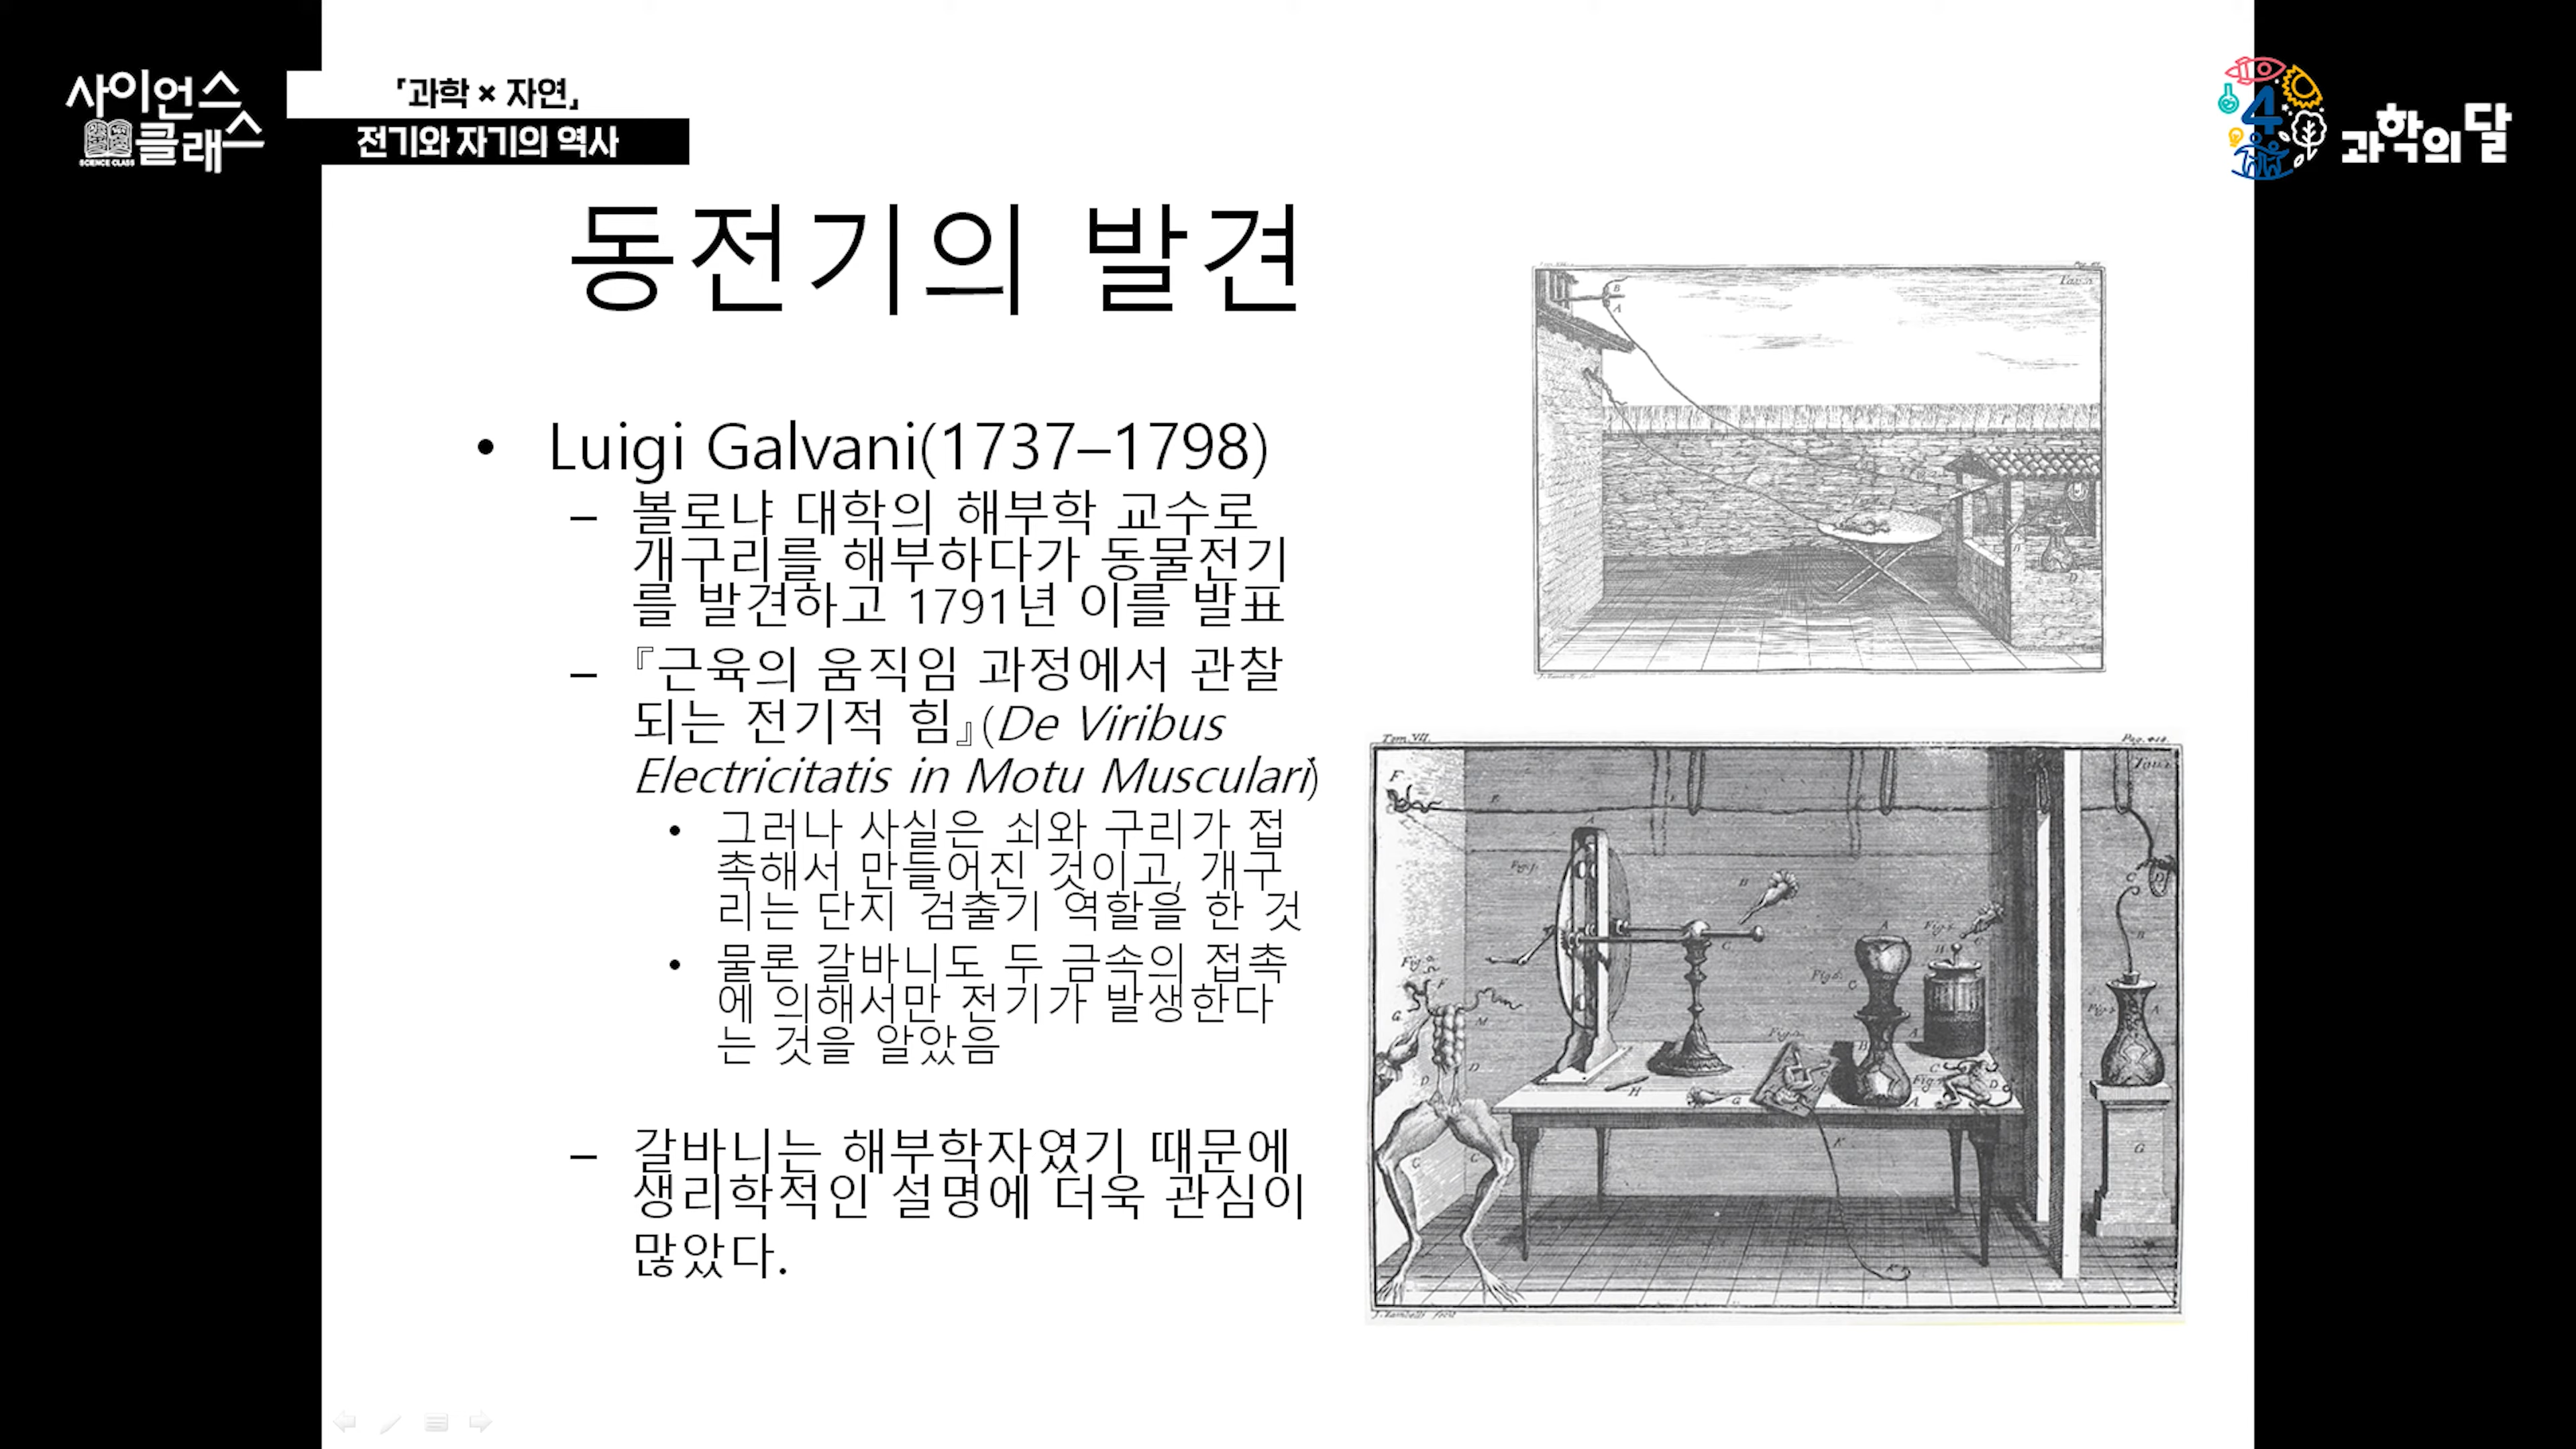 사이언스
클래스
SCIENCE CLASS
「과학 × 자연」
전기와 자기의 역사
4
과학의 달
동전기의 발견
• Luigi Galvani(1737–1798)
– 볼로냐 대학의 해부학 교수로
개구리를 해부하다가 동물전기
를 발견하고 1791년 이를 발표
– 『근육의 움직임 과정에서 관찰
되는 전기적 힘』(De Viribus
Electricitatis in Motu Musculari)
• 그러나 사실은 쇠와 구리가 접
촉해서 만들어진 것이고, 개구
리는 단지 검출기 역할을 한 것
• 물론 갈바니도 두 금속의 접촉
에 의해서만 전기가 발생한다
는 것을 알았음
– 갈바니는 해부학자였기 때문에
생리학적인 설명에 더욱 관심이
많았다.
B
A
D
Tom. VII.
F
A
H
C
A
H
C
B
A
C
G
M
D
D
H
G
B
A
C
D
K
C
C
G